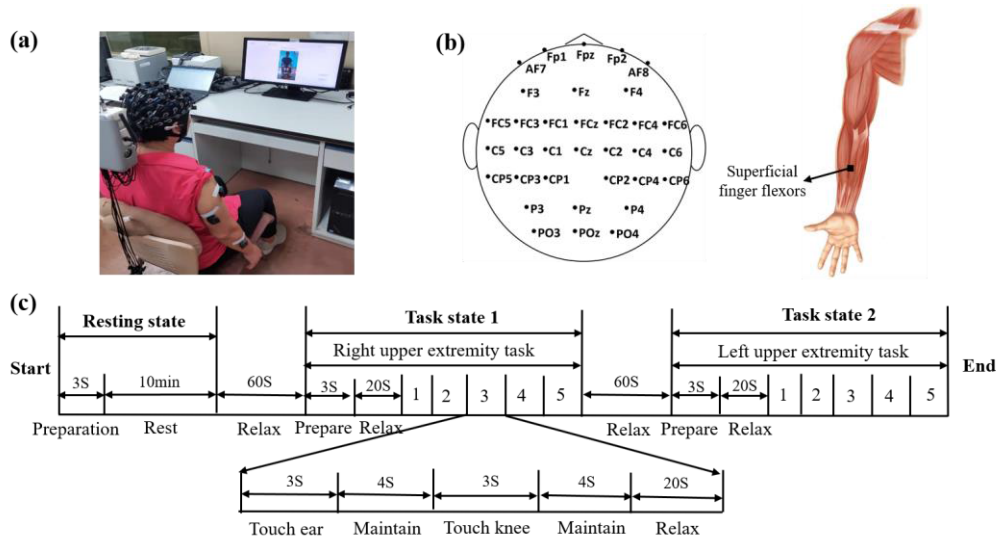 (a)
(b)
Fp1 Fpz Fp2
AF7 AF8
F3 Fz F4
FC5 FC3 FC1 FCz FC2 FC4 FC6
C5 C3 C1 Cz C2 C4 C6
CP5 CP3 CP1 CP2 CP4 CP6
P3 Pz P4
PO3 POz PO4
Superficial
finger flexors
(c)
Resting state
Task state 1
Task state 2
Start
Right upper extremity task
Left upper extremity task
End
3S 10min 60S 3S 20S 1 2 3 4 5 60S 3S 20S 1 2 3 4 5
Preparation Rest Relax Prepare Relax Relax Prepare Relax
3S 4S 3S 4S 20S
Touch ear Maintain Touch knee Maintain Relax